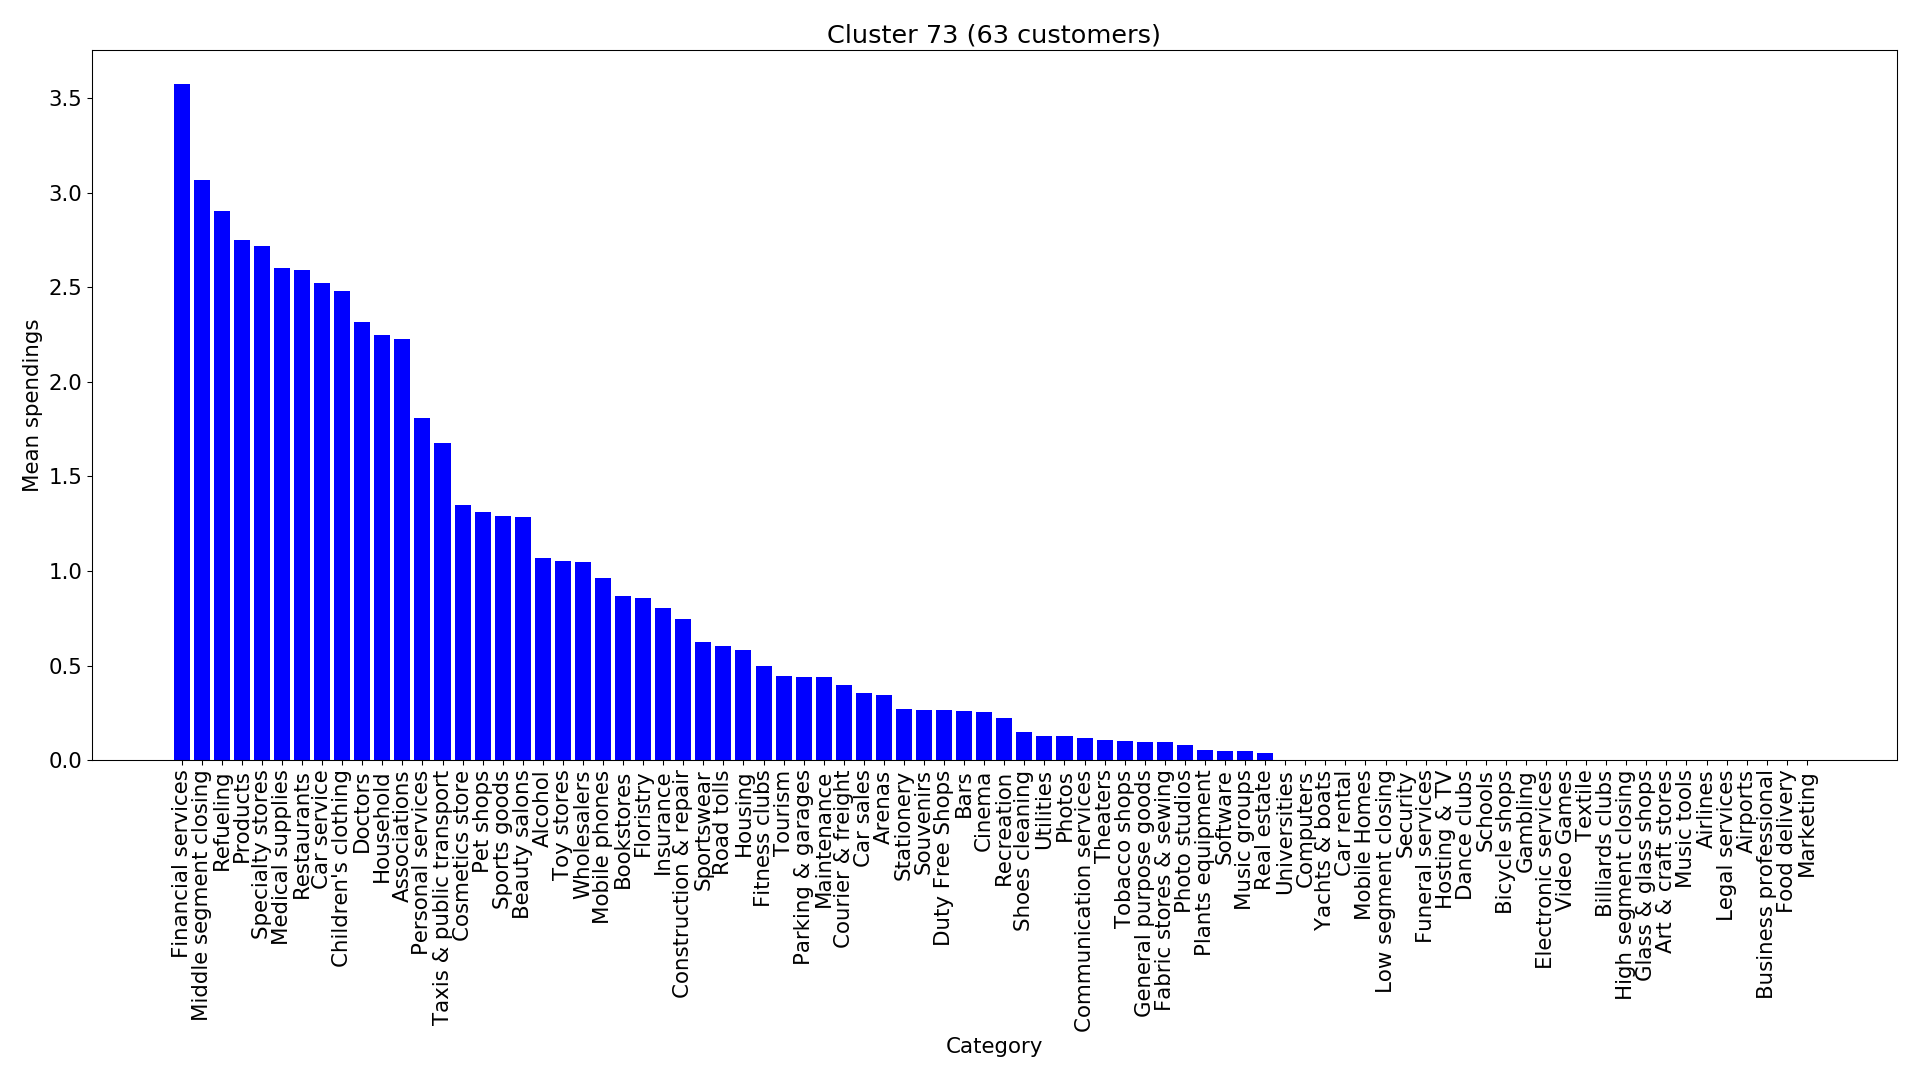 Cluster 73 (63 customers)
Mean spendings
3.5
3.0
2.5
2.0
1.5
1.0
0.5
0.0
Financial services
Middle segment closing
Refueling
Products
Specialty stores
Medical supplies
Restaurants
Car service
Children's clothing
Doctors
Household
Associations
Personal services
Taxis & public transport
Cosmetics store
Pet shops
Sports goods
Beauty salons
Alcohol
Toy stores
Wholesalers
Mobile phones
Bookstores
Floristry
Insurance
Construction & repair
Sportswear
Road tolls
Housing
Fitness clubs
Tourism
Parking & garages
Maintenance
Courier & freight
Car sales
Arenas
Stationery
Souvenirs
Duty Free Shops
Bars
Cinema
Recreation
Shoes cleaning
Utilities
Photos
Communication services
Theaters
Tobacco shops
General purpose goods
Fabric stores & sewing
Photo studios
Plants equipment
Software
Music groups
Real estate
Universities
Computers
Yachts & boats
Car rental
Mobile Homes
Low segment closing
Security
Funeral services
Hosting & TV
Dance clubs
Schools
Bicycle shops
Gambling
Electronic services
Video Games
Textile
Billiards clubs
High segment closing
Glass & glass shops
Art & craft stores
Music tools
Airlines
Legal services
Airports
Business professional
Food delivery
Marketing
Category